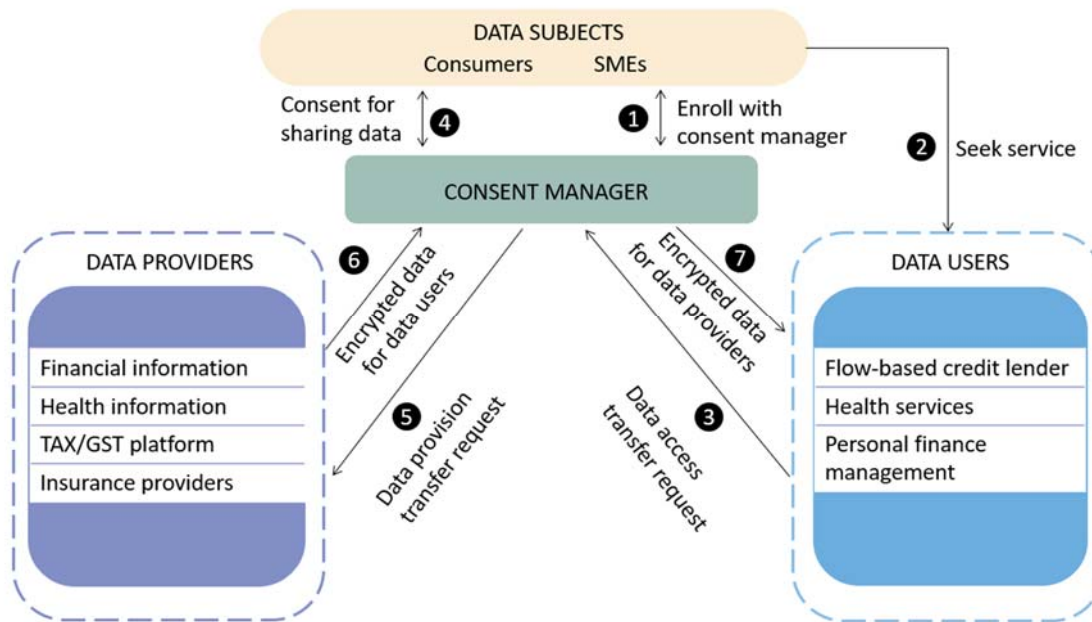 DATA SUBJECTS
Consumers SMEs
Consent for
sharing data
4
1
Enroll with
consent manager
2
Seek service
CONSENT MANAGER
DATA PROVIDERS
Financial information
Health information
TAX/GST platform
Insurance providers
6
Encrypted data
for data users
5
Data provision
transfer request
7
Encrypted data
for data providers
3
Data access
transfer request
DATA USERS
Flow-based credit lender
Health services
Personal finance
management